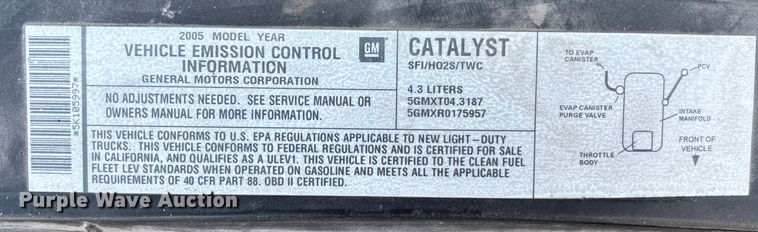 *5K105997*
2005 MODEL YEAR
VEHICLE EMISSION CONTROL
INFORMATION
GENERAL MOTORS CORPORATION
GM
NO ADJUSTMENTS NEEDED. SEE SERVICE MANUAL OR
OWNERS MANUAL FOR MORE INFORMATION.
CATALYST
SFI/HO2S/TWC
4.3 LITERS
5GMXT04.3187
5GMXR0175957
THIS VEHICLE CONFORMS TO U.S. EPA REGULATIONS APPLICABLE TO NEW LIGHT-DUTY
TRUCKS. THIS VEHICLE CONFORMS TO FEDERAL REGULATIONS AND IS CERTIFIED FOR SALE
IN CALIFORNIA, AND QUALIFIES AS A ULEV1. THIS VEHICLE IS CERTIFIED TO THE CLEAN FUEL
FLEET LEV STANDARDS WHEN OPERATED ON GASOLINE AND MEETS ALL THE APPLICABLE
REQUIREMENTS OF 40 CFR PART 88. OBD II CERTIFIED.
TO EVAP
CANISTER
PCV
EVAP CANISTER
PURGE VALVE
INTAKE
MANIFOLD
THROTTLE
BODY
FRONT OF
VEHICLE
Purple Wave Auction